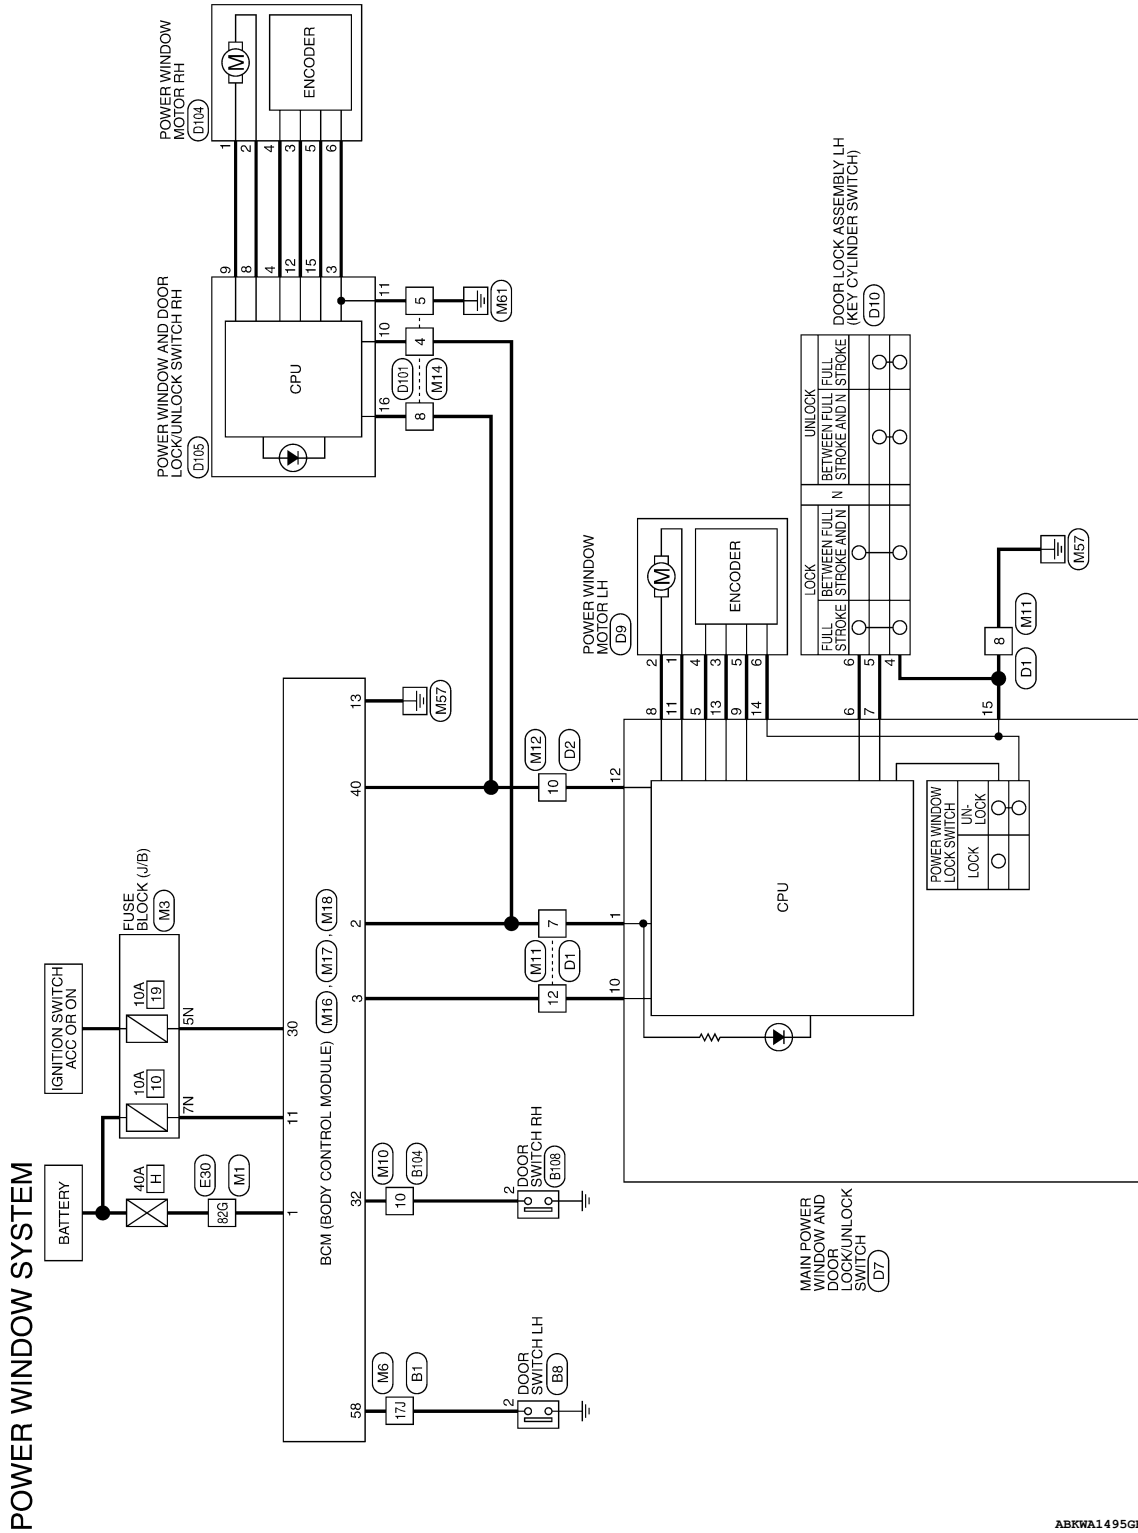 POWER WINDOW SYSTEM
BATTERY
IGNITION SWITCH
ACC OR ON
40A
H
10A
10
10A
19
FUSE
BLOCK (J/B)
M3
E30
M1
82G
7N
5N
1
11
30
BCM (BODY CONTROL MODULE)
M16 , M17 , M18
58
32
3
2
40
13
M57
M6
B1
17J
2
DOOR
SWITCH LH
B8
M10
B104
10
2
DOOR
SWITCH RH
B108
M11
D1
12
7
M12
D2
10
10
1
12
POWER WINDOW AND DOOR
LOCK/UNLOCK SWITCH RH
D105
CPU
9
8
4
12
15
3
16
10
11
D101
M14
8
4
5
M61
POWER WINDOW
MOTOR RH
D104
M
ENCODER
1
2
4
3
5
6
MAIN POWER
WINDOW AND
DOOR
LOCK/UNLOCK
SWITCH
D7
CPU
8
11
5
13
9
14
6
7
15
POWER WINDOW
LOCK SWITCH
LOCK
UN-
LOCK
POWER WINDOW
MOTOR LH
D9
M
ENCODER
2
1
4
3
5
6
DOOR LOCK ASSEMBLY LH
(KEY CYLINDER SWITCH)
D10
LOCK
N
UNLOCK
FULL
STROKE
BETWEEN FULL
STROKE AND N
BETWEEN FULL
STROKE AND N
FULL
STROKE
6
5
4
D1
M11
8
M57